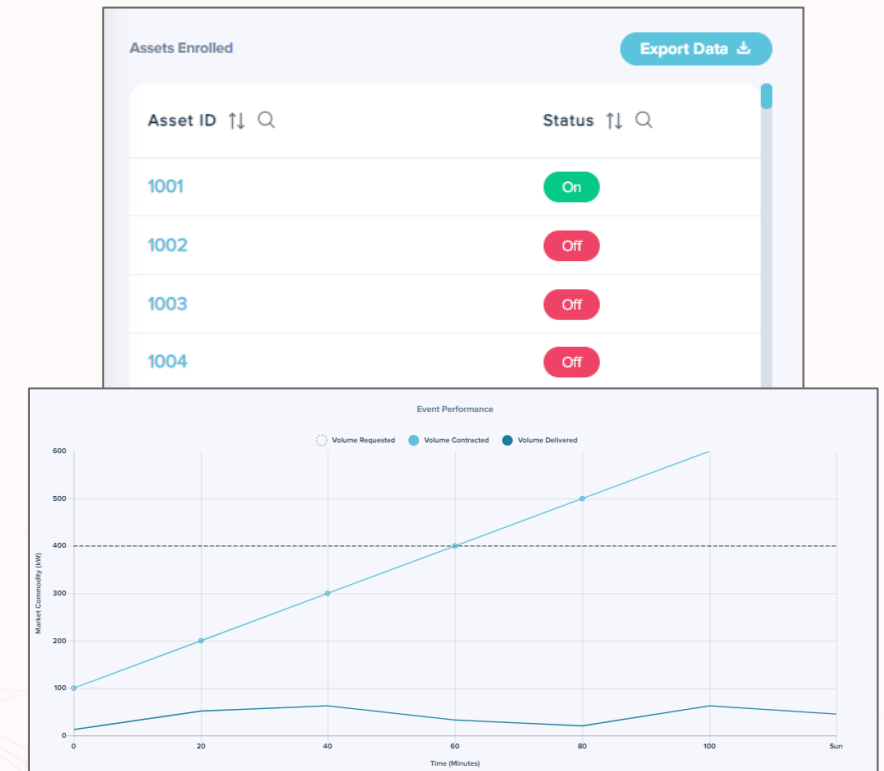 Assets Enrolled
Export Data
Asset ID
Status
1001
On
1002
Off
1003
Off
1004
Off
Event Performance
Volume Requested Volume Contracted Volume Delivered
600
500
400
300
200
100
0
Market Commodity (kW)
0 20 40 60 80 100 Sun
Time (Minutes)